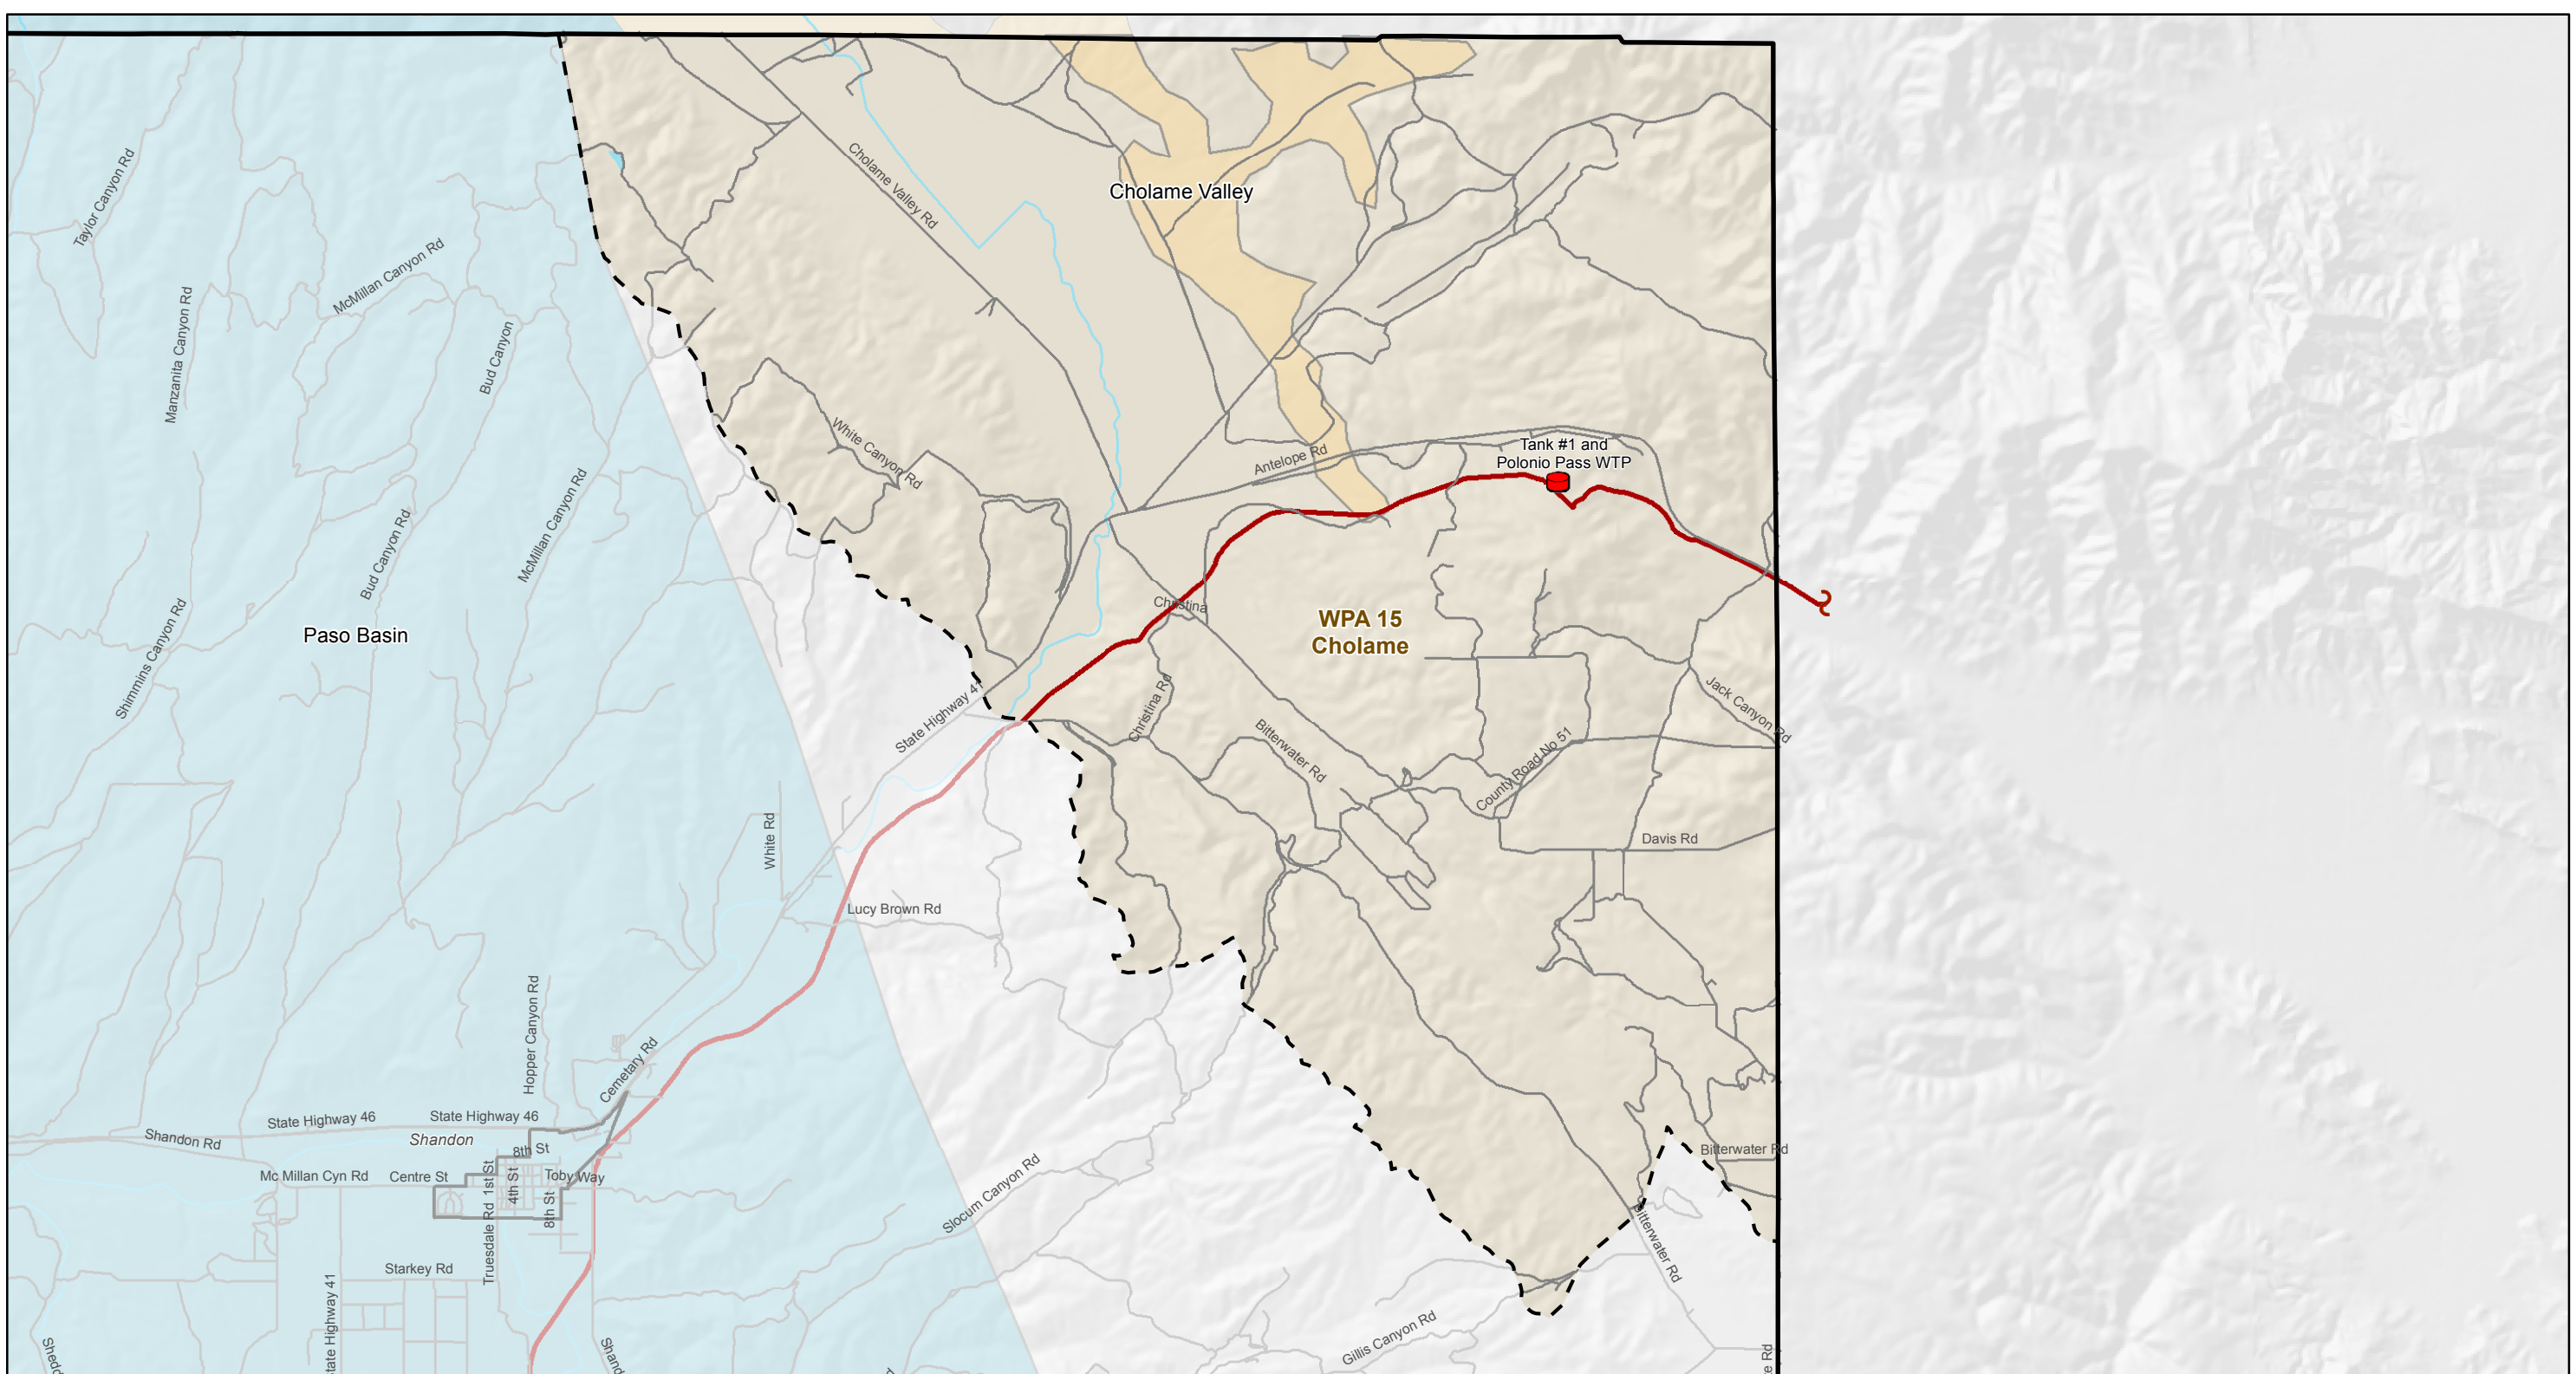 Cholame Valley Rd
Cholame Valley
Taylor Canyon Rd
McMillan Canyon Rd
Manzanita Canyon Rd
Bud Canyon
White Canyon Rd
Antelope Rd
Tank #1 and
Polonio Pass WTP
Bud Canyon Rd
McMillan Canyon Rd
Paso Basin
Shimmins Canyon Rd
Christina
WPA 15
Cholame
State Highway 41
Christina Rd
Bitterwater Rd
Jack Canyon Rd
County Road No 51
White Rd
Davis Rd
Lucy Brown Rd
Hopper Canyon Rd
Cemetary Rd
State Highway 46
State Highway 46
Shandon Rd
Shandon
8th St
Mc Millan Cyn Rd
Centre St
Truesdale Rd
1st St
4th St
8th St
Toby Way
Slocum Canyon Rd
Bitterwater Rd
Bitterwater Rd
Starkey Rd
State Highway 41
Gillis Canyon Rd